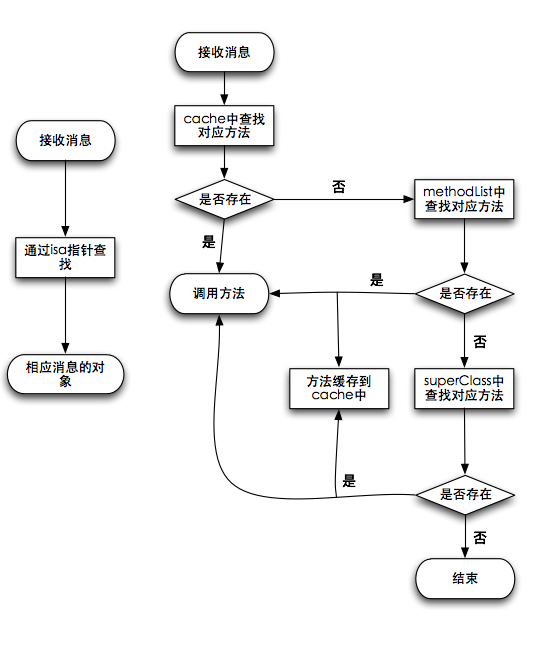 接收消息
通过isa指针查
找
相应消息的对
象
接收消息
cache中查找
对应方法
是否存在
否
是
methodList中
查找对应方法
是否存在
是
调用方法
否
方法缓存到
cache中
superClass中
查找对应方法
是
是否存在
否
结束